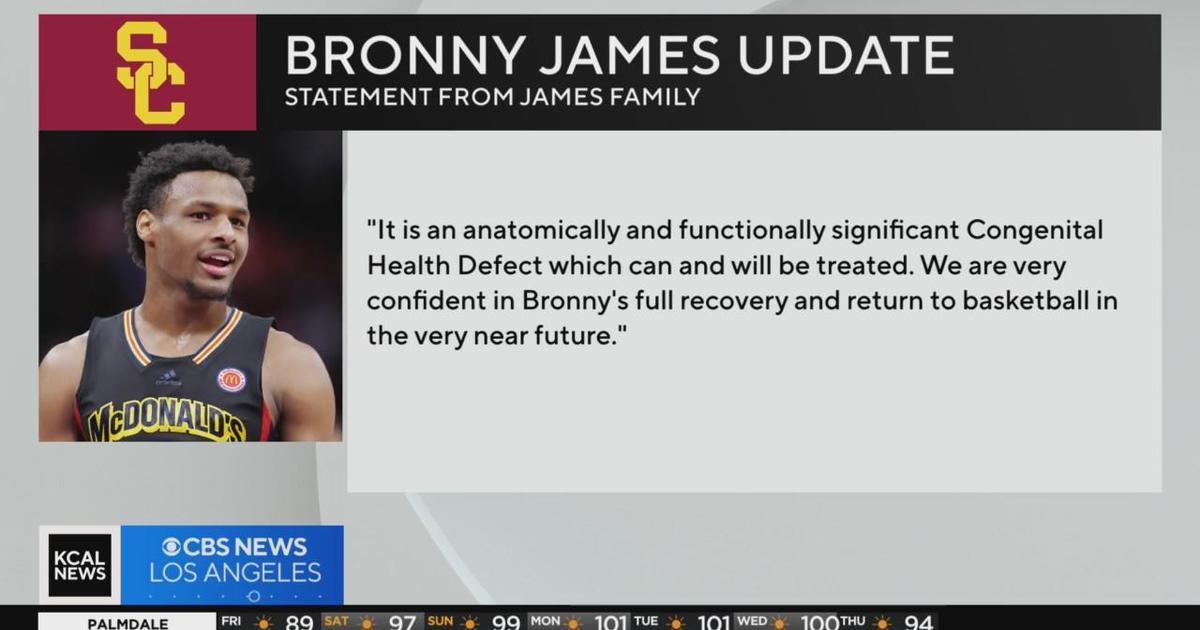 SC
BRONNY JAMES UPDATE
STATEMENT FROM JAMES FAMILY
"It is an anatomically and functionally significant Congenital
Health Defect which can and will be treated. We are very
confident in Bronny's full recovery and return to basketball in
the very near future."
adidas
M
McDONALD'S
KCAL
NEWS
CBS NEWS
LOS ANGELES
PALMDALE FRI 89 SAT 97 SUN 99 MON 101 TUE 101 WED 100 THU 94